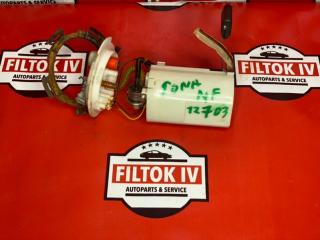 FILTOK IV
AUTOPARTS & SERVICE
FILTOK IV
AUTOPARTS & SERVICE
SONA
NF
12703
FILTOK IV
AUTOPARTS & SERVICE